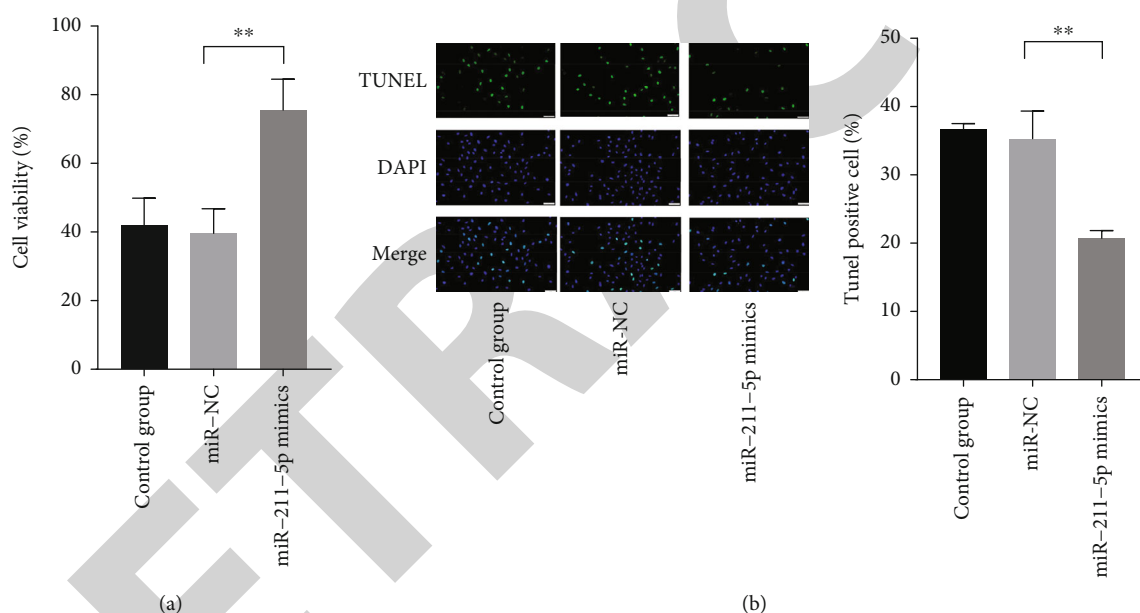 100
80
60
40
20
0
Cell viability (%)
**
Control group
miR−NC
miR−211−5p mimics
(a)
TUNEL
DAPI
Merge
Control group
miR-NC
miR−211−5p mimics
50
40
30
20
10
0
Tunel positive cell (%)
**
Control group
miR-NC
miR−211−5p mimics
(b)
ETRAC